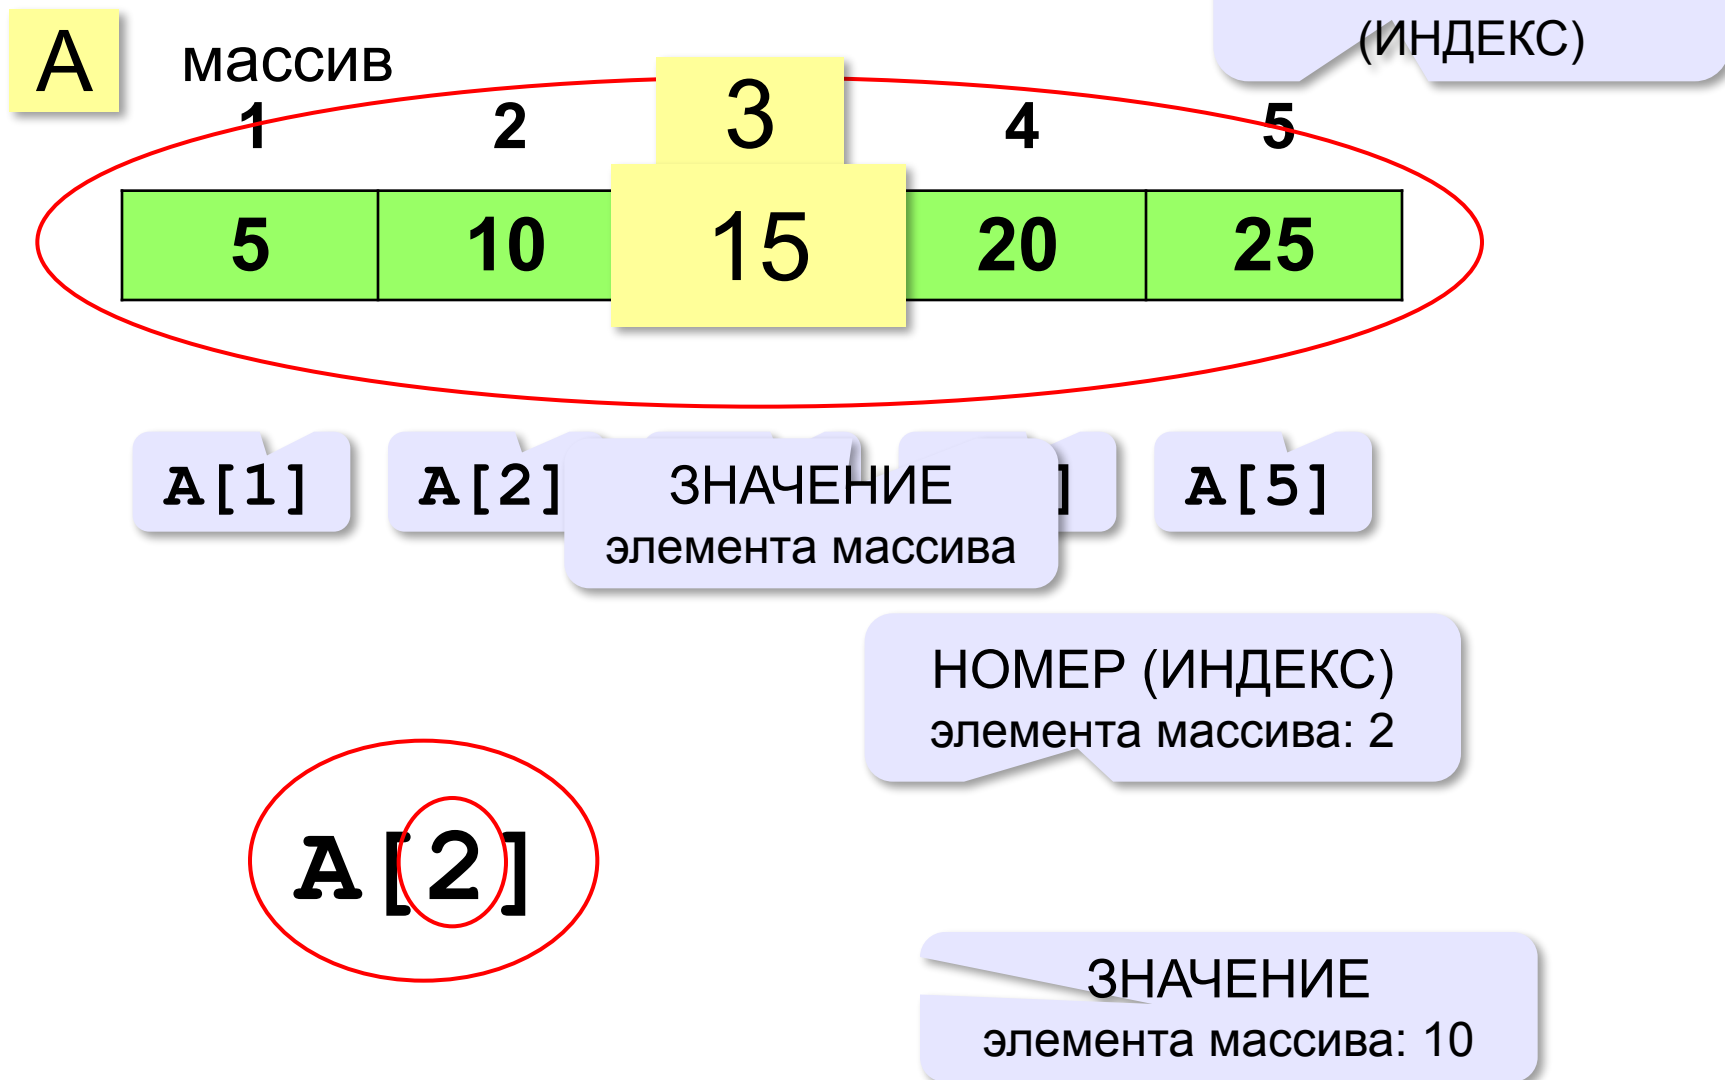 (ИНДЕКС)
A массив
1 2 3 4 5
5 10 15 20 25
A[1] A[2] ] A[5]
ЗНАЧЕНИЕ
элемента массива
НОМЕР (ИНДЕКС)
элемента массива: 2
A[2]
ЗНАЧЕНИЕ
элемента массива: 10